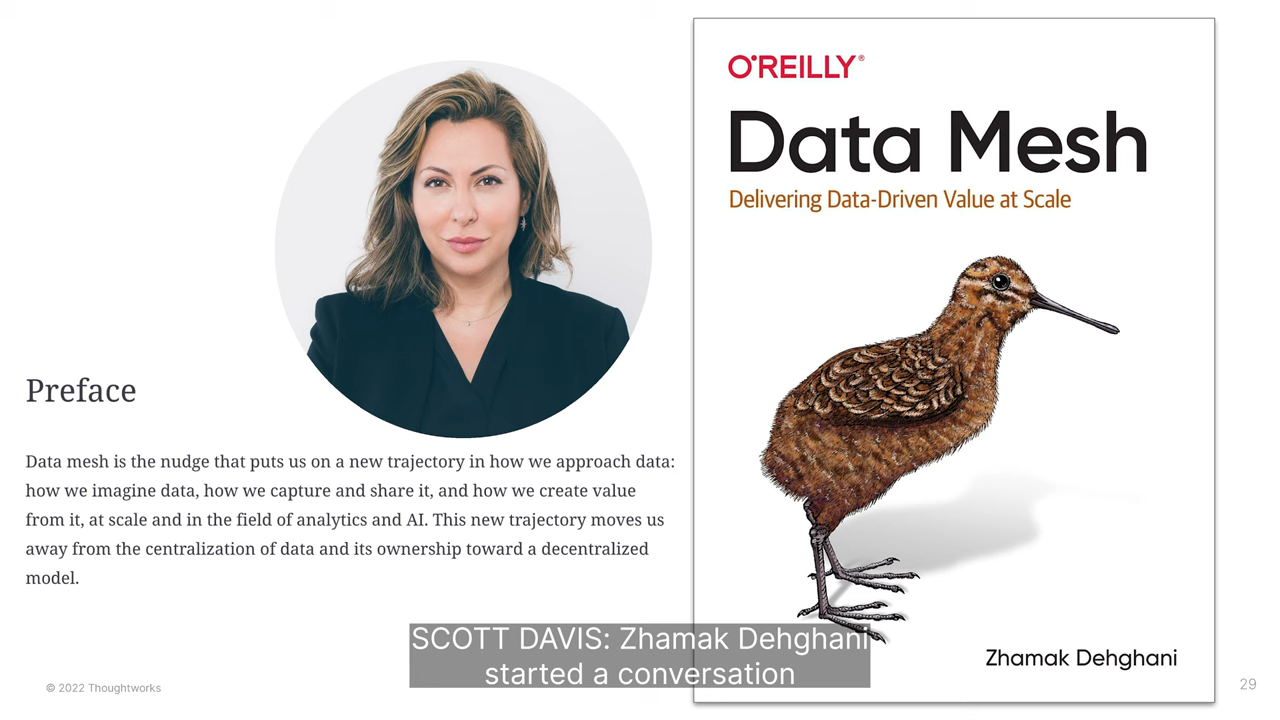 Preface
Data mesh is the nudge that puts us on a new trajectory in how we approach data:
how we imagine data, how we capture and share it, and how we create value
from it, at scale and in the field of analytics and AI. This new trajectory moves us
away from the centralization of data and its ownership toward a decentralized
model.
O'REILLY®
Data Mesh
Delivering Data-Driven Value at Scale
Zhamak Dehghani
SCOTT DAVIS: Zhamak Dehghani
started a conversation
© 2022 Thoughtworks
29